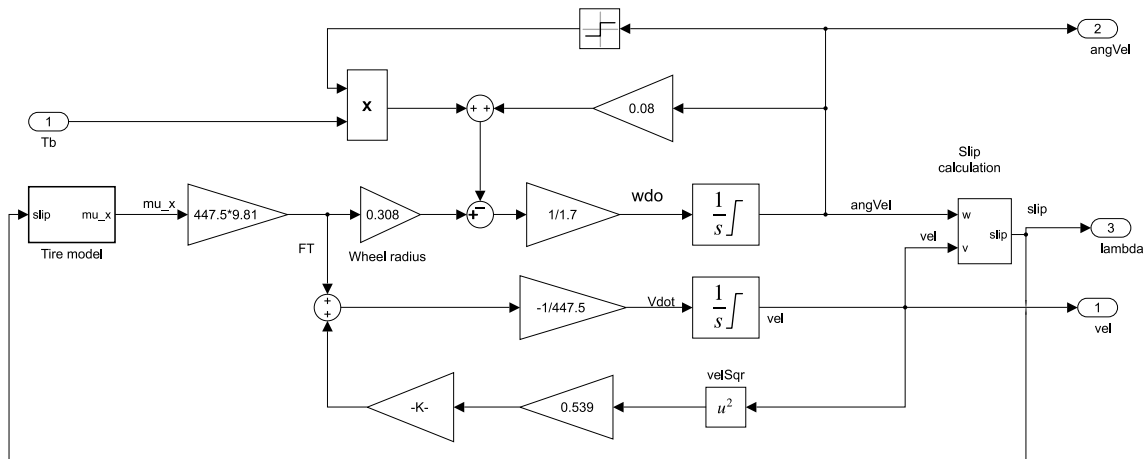 2
angVel
x
+ +
0.08
1
Tb
Slip
calculation
slip
mu_x
Tire model
mu_x
447.5*9.81
FT
0.308
Wheel radius
+ −
1/1.7
wdo
1
s
angVel
w
v
slip
slip
vel
3
lambda
+
+
-1/447.5
Vdot
1
s
vel
1
vel
-K-
0.539
velSqr
u²